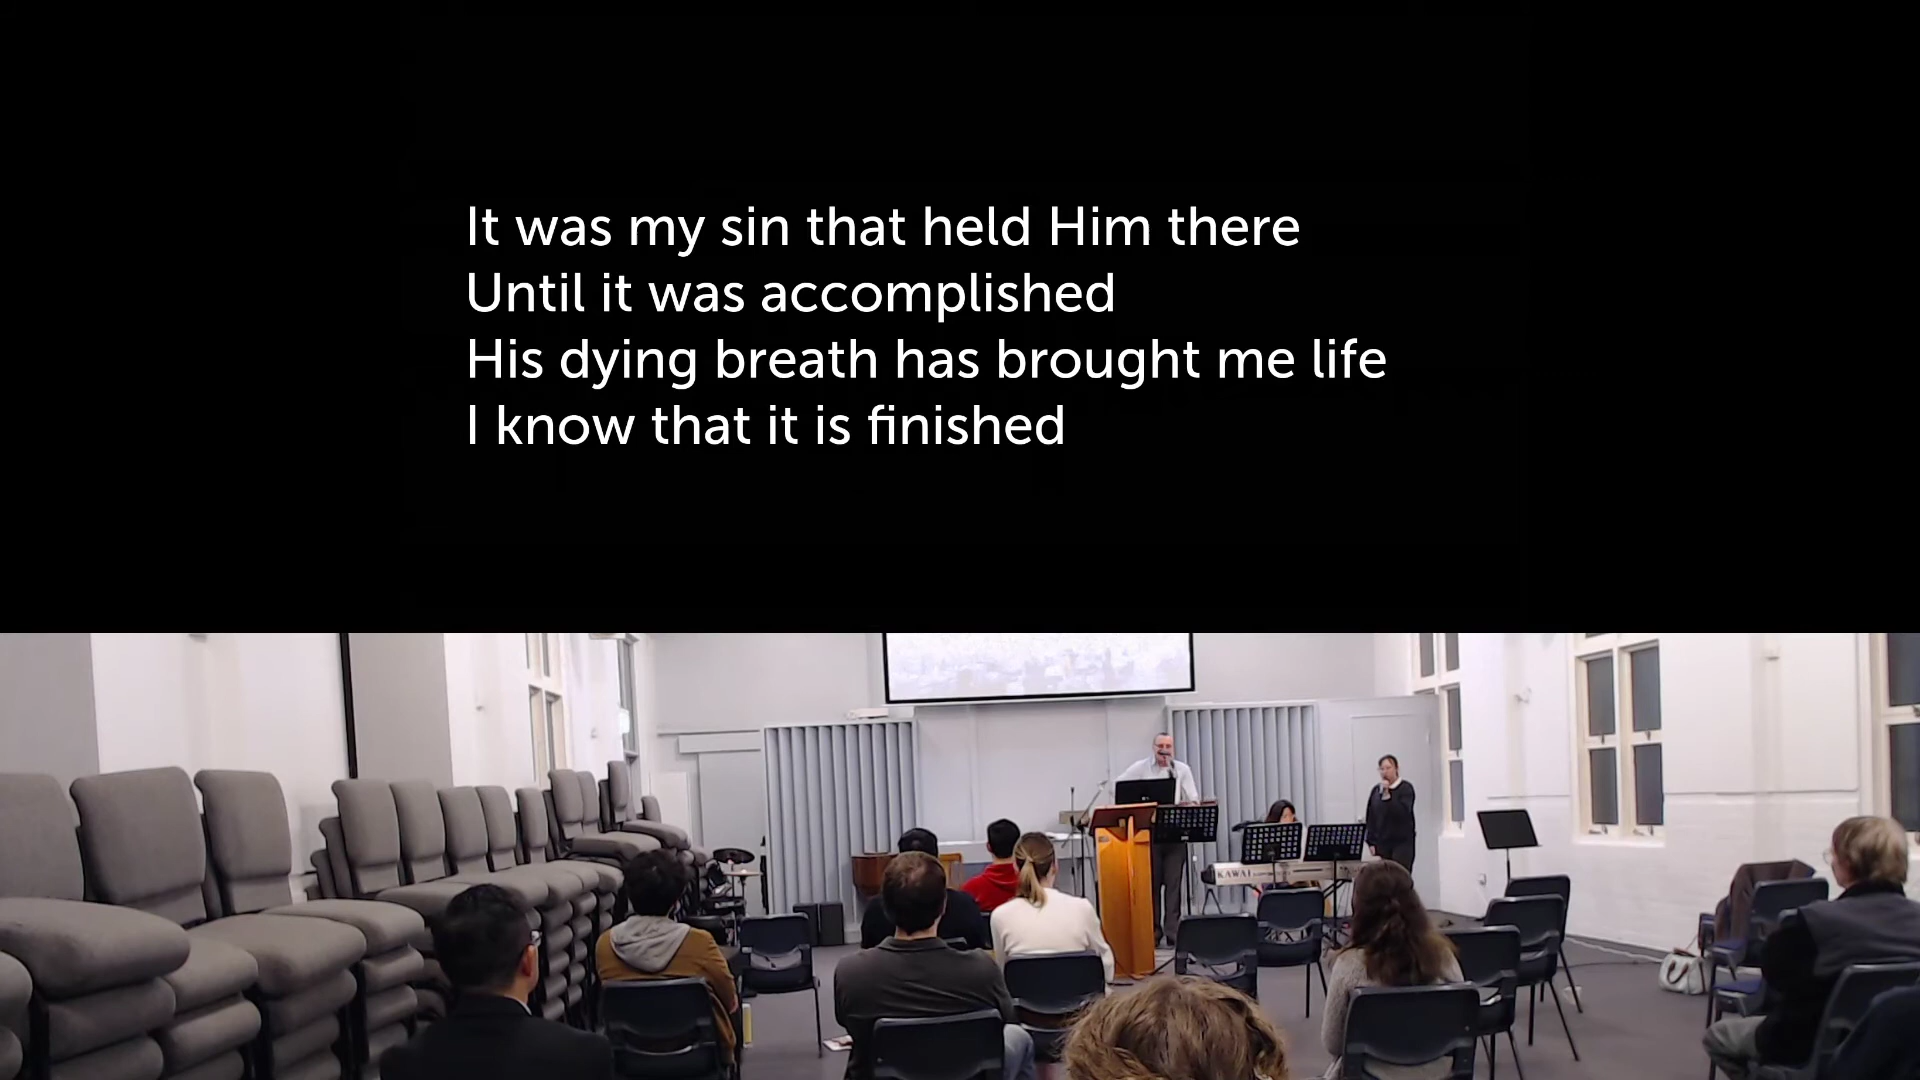 It was my sin that held Him there
Until it was accomplished
His dying breath has brought me life
I know that it is finished
KAWAI